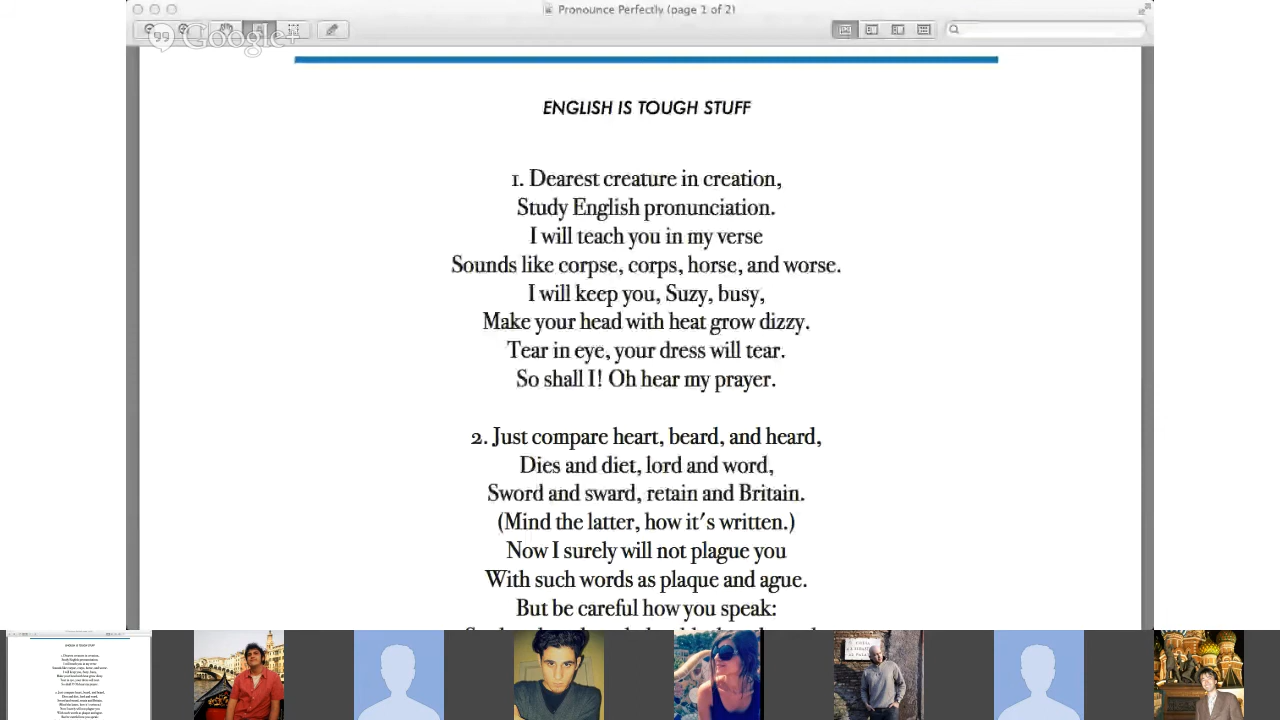 Pronounce Perfectly (page 1 of 2)
Google+
ENGLISH IS TOUGH STUFF
1. Dearest creature in creation,
Study English pronunciation.
I will teach you in my verse
Sounds like corpse, corps, horse, and worse.
I will keep you, Suzy, busy,
Make your head with heat grow dizzy.
Tear in eye, your dress will tear.
So shall I! Oh hear my prayer.
2. Just compare heart, beard, and heard,
Dies and diet, lord and word,
Sword and sward, retain and Britain.
(Mind the latter, how it's written.)
Now I surely will not plague you
With such words as plaque and ague.
But be careful how you speak: